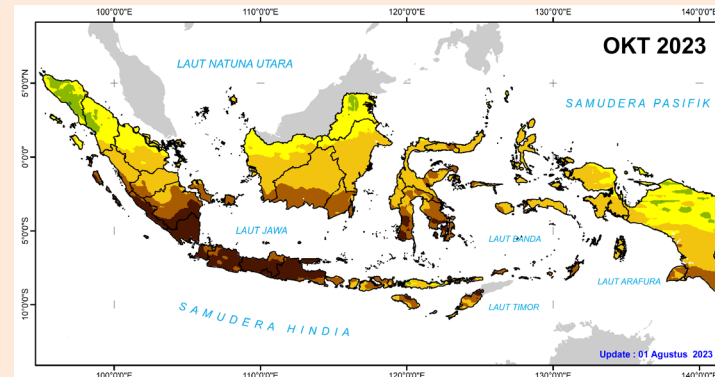 100°0'0"E 110°0'0"E 120°0'0"E 130°0'0"E 140°0'0"E
OKT 2023
LAUT NATUNA UTARA
5°0'0"N
SAMUDERA PASIFIK
0°0'0"
LAUT JAWA
LAUT BANDA
5°0'0"S
LAUT ARAFURA
10°0'0"S
SAMUDERA HINDIA
LAUT TIMOR
Update : 01 Agustus 2023
100°0'0"E 110°0'0"E 120°0'0"E 130°0'0"E 140°0'0"E